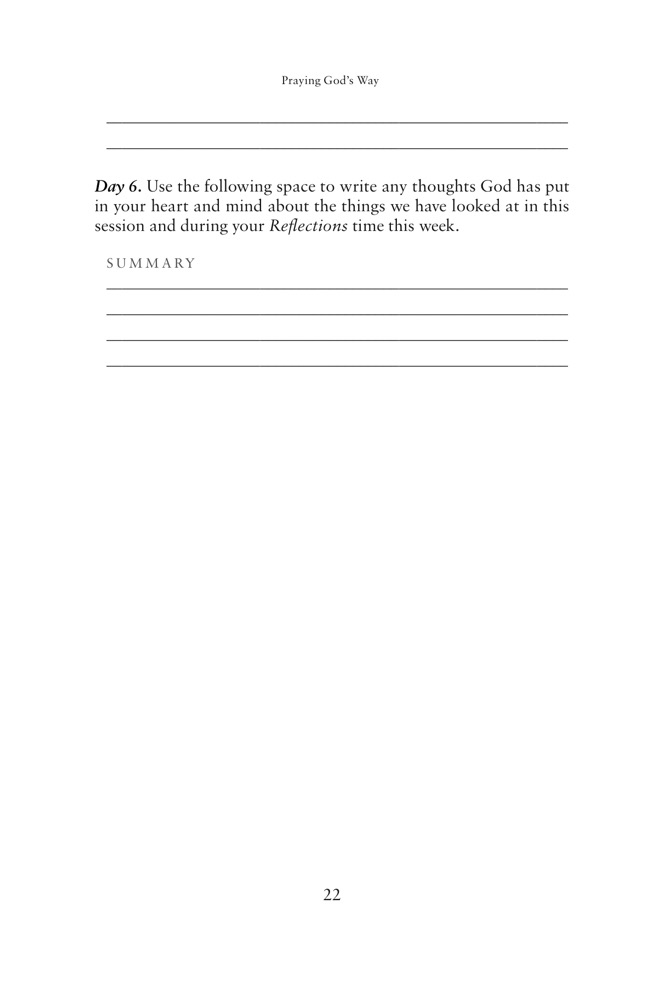 Praying God's Way
Day 6. Use the following space to write any thoughts God has put
in your heart and mind about the things we have looked at in this
session and during your Reflections time this week.
SUMMARY
22